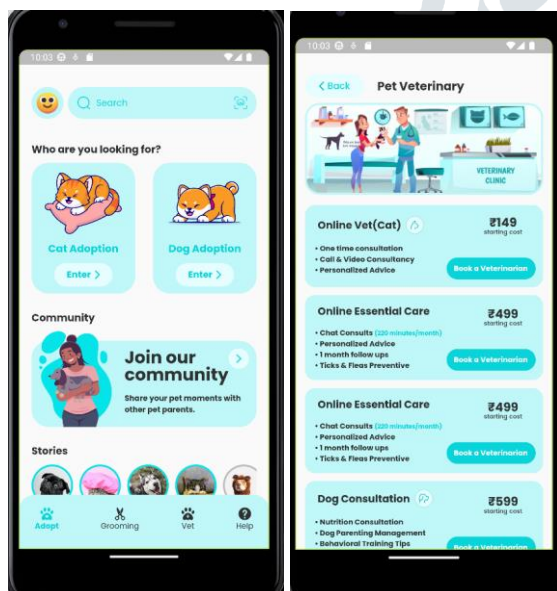 10:03
Search
Who are you looking for?
Cat Adoption
Dog Adoption
Enter >
Enter >
Community
Join our
community
Share your pet moments with
other pet parents.
Stories
Adopt
Grooming
Vet
Help
10:03
< Back
Pet Veterinary
VETERINARY
CLINIC
Online Vet(Cat)
₹149
starting cost
• One time consultation
• Call & Video Consultancy
• Personalized Advice
Book a Veterinarian
Online Essential Care
₹499
starting cost
• Chat Consults (220 minutes/month)
• Personalized Advice
• 1 month follow ups
• Ticks & Fleas Preventive
Book a Veterinarian
Online Essential Care
₹499
starting cost
• Chat Consults (220 minutes/month)
• Personalized Advice
• 1 month follow ups
• Ticks & Fleas Preventive
Book a Veterinarian
Dog Consultation
₹599
starting cost
• Nutrition Consultation
• Dog Parenting Management
• Behavioral Training Tips
Book a Veterinarian